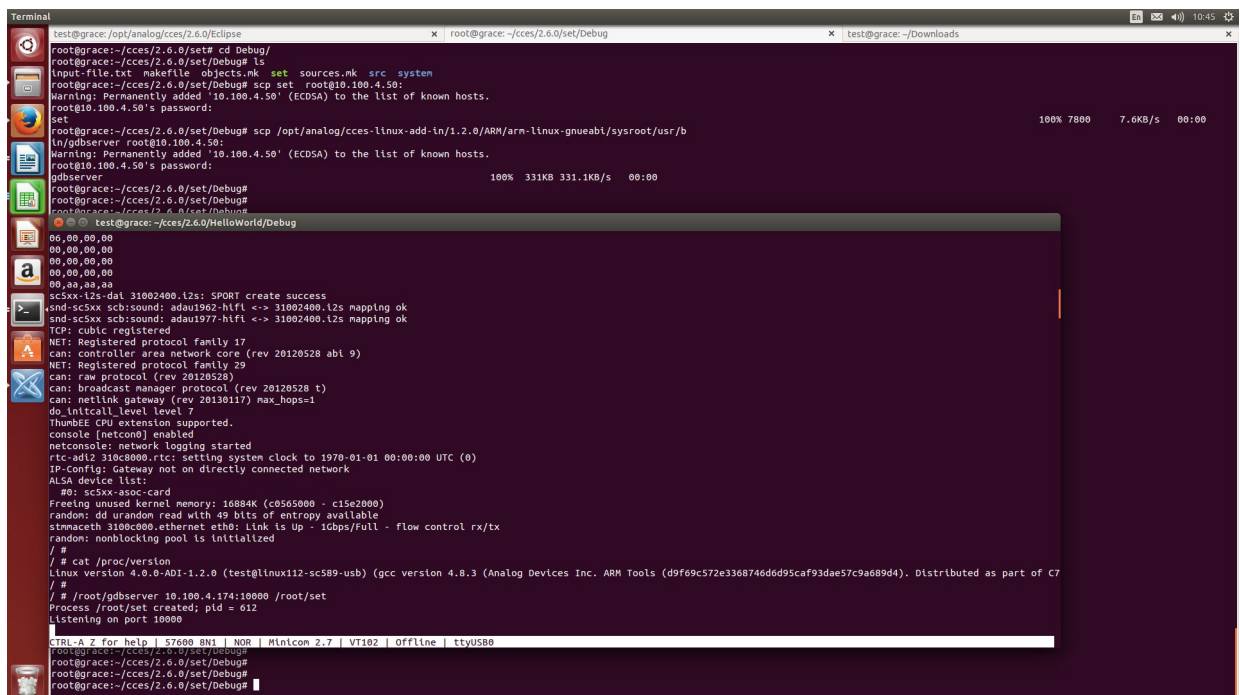 Terminal
En 10:45
test@grace: /opt/analog/cces/2.6.0/Eclipse × root@grace: ~/cces/2.6.0/set/Debug × test@grace: ~/Downloads ×
root@grace:~/cces/2.6.0/set# cd Debug/
root@grace:~/cces/2.6.0/set/Debug# ls
input-file.txt makefile objects.mk set sources.mk src system
root@grace:~/cces/2.6.0/set/Debug# scp set root@10.100.4.50:
Warning: Permanently added '10.100.4.50' (ECDSA) to the list of known hosts.
root@10.100.4.50's password:
set 100% 7800 7.6KB/s 00:00
root@grace:~/cces/2.6.0/set/Debug# scp /opt/analog/cces-linux-add-in/1.2.0/ARM/arm-linux-gnueabi/sysroot/usr/b
in/gdbserver root@10.100.4.50:
Warning: Permanently added '10.100.4.50' (ECDSA) to the list of known hosts.
root@10.100.4.50's password:
gdbserver 100% 331KB 331.1KB/s 00:00
root@grace:~/cces/2.6.0/set/Debug#
root@grace:~/cces/2.6.0/set/Debug#
root@grace:~/cces/2.6.0/set/Debug#
test@grace: ~/cces/2.6.0/HelloWorld/Debug
06,00,00,00
00,00,00,00
00,00,00,00
00,00,00,00
00,aa,aa,aa
sc5xx-i2s-dai 31002400.i2s: SPORT create success
snd-sc5xx scb:sound: adau1962-hifi <-> 31002400.i2s mapping ok
snd-sc5xx scb:sound: adau1977-hifi <-> 31002400.i2s mapping ok
TCP: cubic registered
NET: Registered protocol family 17
can: controller area network core (rev 20120528 abi 9)
NET: Registered protocol family 29
can: raw protocol (rev 20120528)
can: broadcast manager protocol (rev 20120528 t)
can: netlink gateway (rev 20130117) max_hops=1
do_initcall_level level 7
ThumbEE CPU extension supported.
console [netcon0] enabled
netconsole: network logging started
rtc-adi2 310c8000.rtc: setting system clock to 1970-01-01 00:00:00 UTC (0)
IP-Config: Gateway not on directly connected network
ALSA device list:
#0: sc5xx-asoc-card
Freeing unused kernel memory: 16884K (c0565000 - c15e2000)
random: dd urandom read with 49 bits of entropy available
stmmaceth 3100c000.ethernet eth0: Link is Up - 1Gbps/Full - flow control rx/tx
random: nonblocking pool is initialized
/ #
/ # cat /proc/version
Linux version 4.0.0-ADI-1.2.0 (test@linux112-sc589-usb) (gcc version 4.8.3 (Analog Devices Inc. ARM Tools (d9f69c572e3368746d6d95caf93dae57c9a689d4). Distributed as part of C7
/ #
/ # /root/gdbserver 10.100.4.174:10000 /root/set
Process /root/set created; pid = 612
Listening on port 10000
CTRL-A Z for help | 57600 8N1 | NOR | Minicom 2.7 | VT102 | Offline | ttyUSB0
root@grace:~/cces/2.6.0/set/Debug#
root@grace:~/cces/2.6.0/set/Debug#
root@grace:~/cces/2.6.0/set/Debug#
root@grace:~/cces/2.6.0/set/Debug#